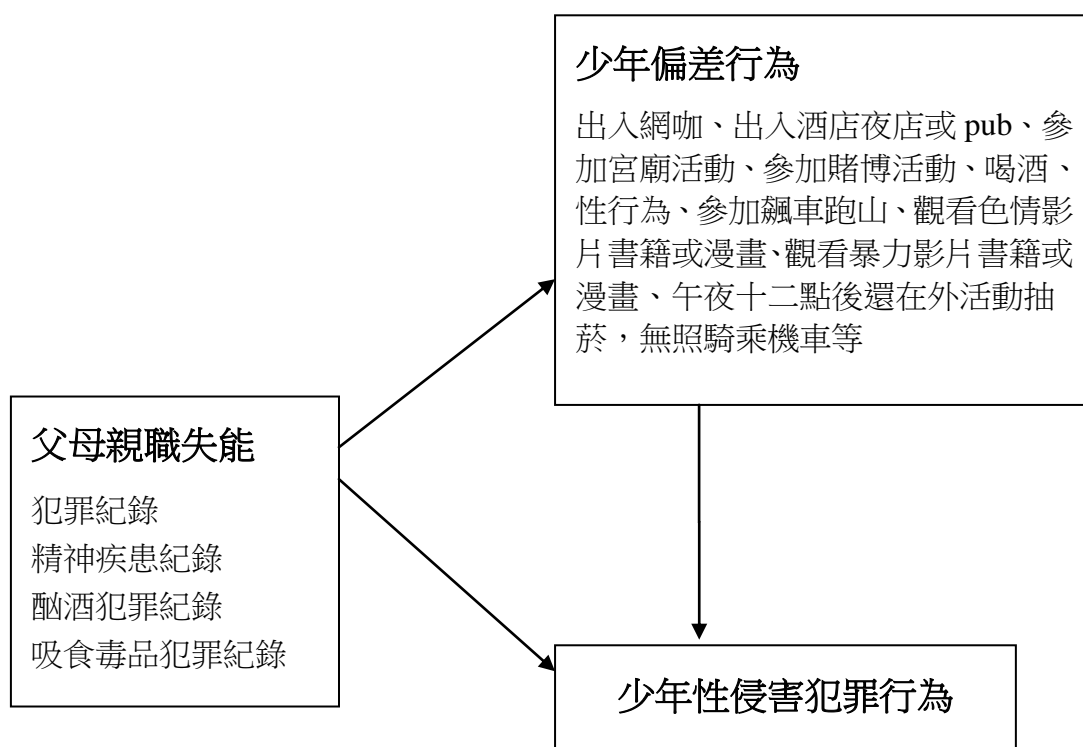 少年偏差行為
出入網咖、出入酒店夜店或 pub、參
加宮廟活動、參加賭博活動、喝酒、
性行為、參加飆車跑山、觀看色情影
片書籍或漫畫、觀看暴力影片書籍或
漫畫、午夜十二點後還在外活動抽
菸，無照騎乘機車等
父母親職失能
犯罪紀錄
精神疾患紀錄
酗酒犯罪紀錄
吸食毒品犯罪紀錄
少年性侵害犯罪行為